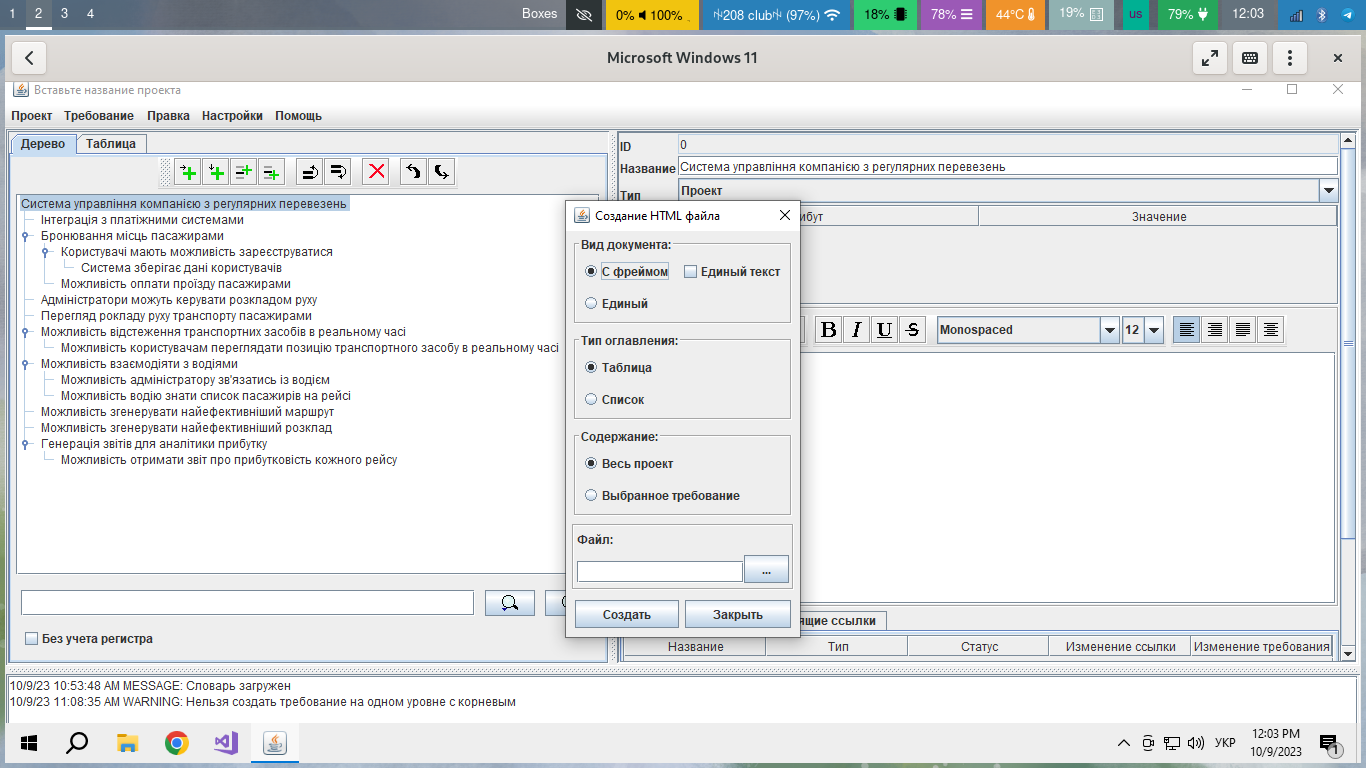 1 2 3 4 Boxes 0% 100% 208 club (97%) 18% 78% 44°C 19% us 79% 12:03
Microsoft Windows 11
Вставьте название проекта
Проект Требование Правка Настройки Помощь
Дерево Таблица
Система управління компанією з регулярних перевезень
Інтеграція з платіжними системами
Бронювання місць пасажирами
Користувачі мають можливість зареєструватися
Система зберігає дані користувачів
Можливість оплати проїзду пасажирами
Адміністратори можуть керувати розкладом руху
Перегляд рокладу руху транспорту пасажирами
Можливість відстеження транспортних засобів в реальному часі
Можливість користувачам переглядати позицію транспортного засобу в реальному часі
Можливість взаємодіяти з водіями
Можливість адміністратору зв'язатись із водієм
Можливість водію знати список пасажирів на рейсі
Можливість згенерувати найефективніший маршрут
Можливість згенерувати найефективніший розклад
Генерація звітів для аналітики прибутку
Можливість отримати звіт про прибутковість кожного рейсу
Без учета регистра
ID 0
Название Система управління компанією з регулярних перевезень
Тип Проект
ибут Значение
B I U S Monospaced 12
Создание HTML файла
Вид документа:
С фреймом Единый текст
Единый
Тип оглавления:
Таблица
Список
Содержание:
Весь проект
Выбранное требование
Файл:
...
Создать Закрыть
ящие ссылки
Название Тип Статус Изменение ссылки Изменение требования
10/9/23 10:53:48 AM MESSAGE: Словарь загружен
10/9/23 11:08:35 AM WARNING: Нельзя создать требование на одном уровне с корневым
УКР 12:03 PM
10/9/2023
1